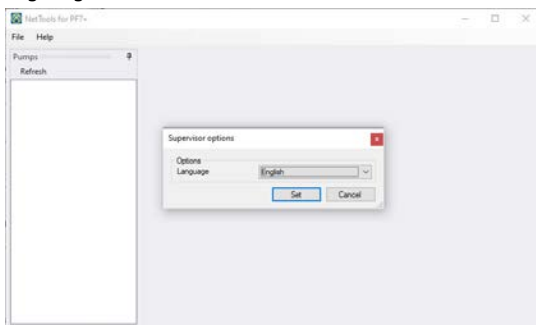 NetTools for PF7+
File Help
Pumps
Refresh
Supervisor options
Options
Language English
Set Cancel